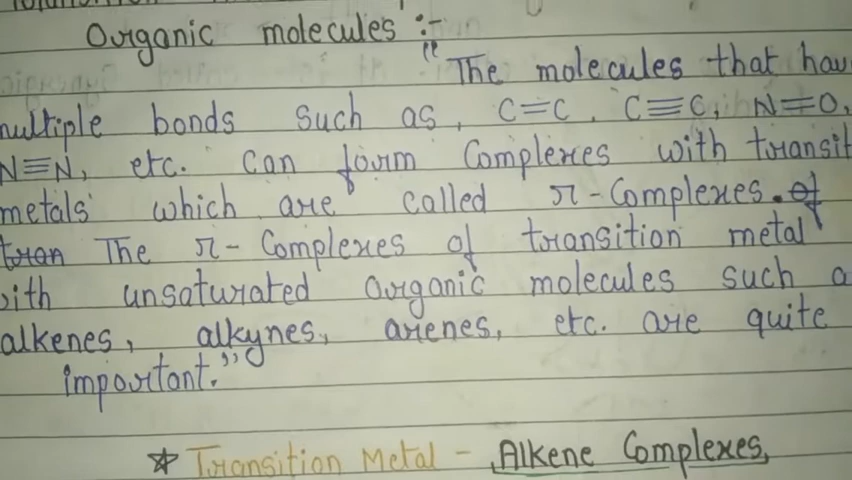 Organic molecules :-
"The molecules that hav
multiple bonds such as, C=C, C≡C, N=O,
N≡N, etc. can form Complexes with transit
metals which are called π-Complexes. of
tran The π- Complexes of transition metal
with unsaturated organic molecules such a
alkenes, alkynes, arenes, etc. are quite
important."
☆ Transition Metal - Alkene Complexes,